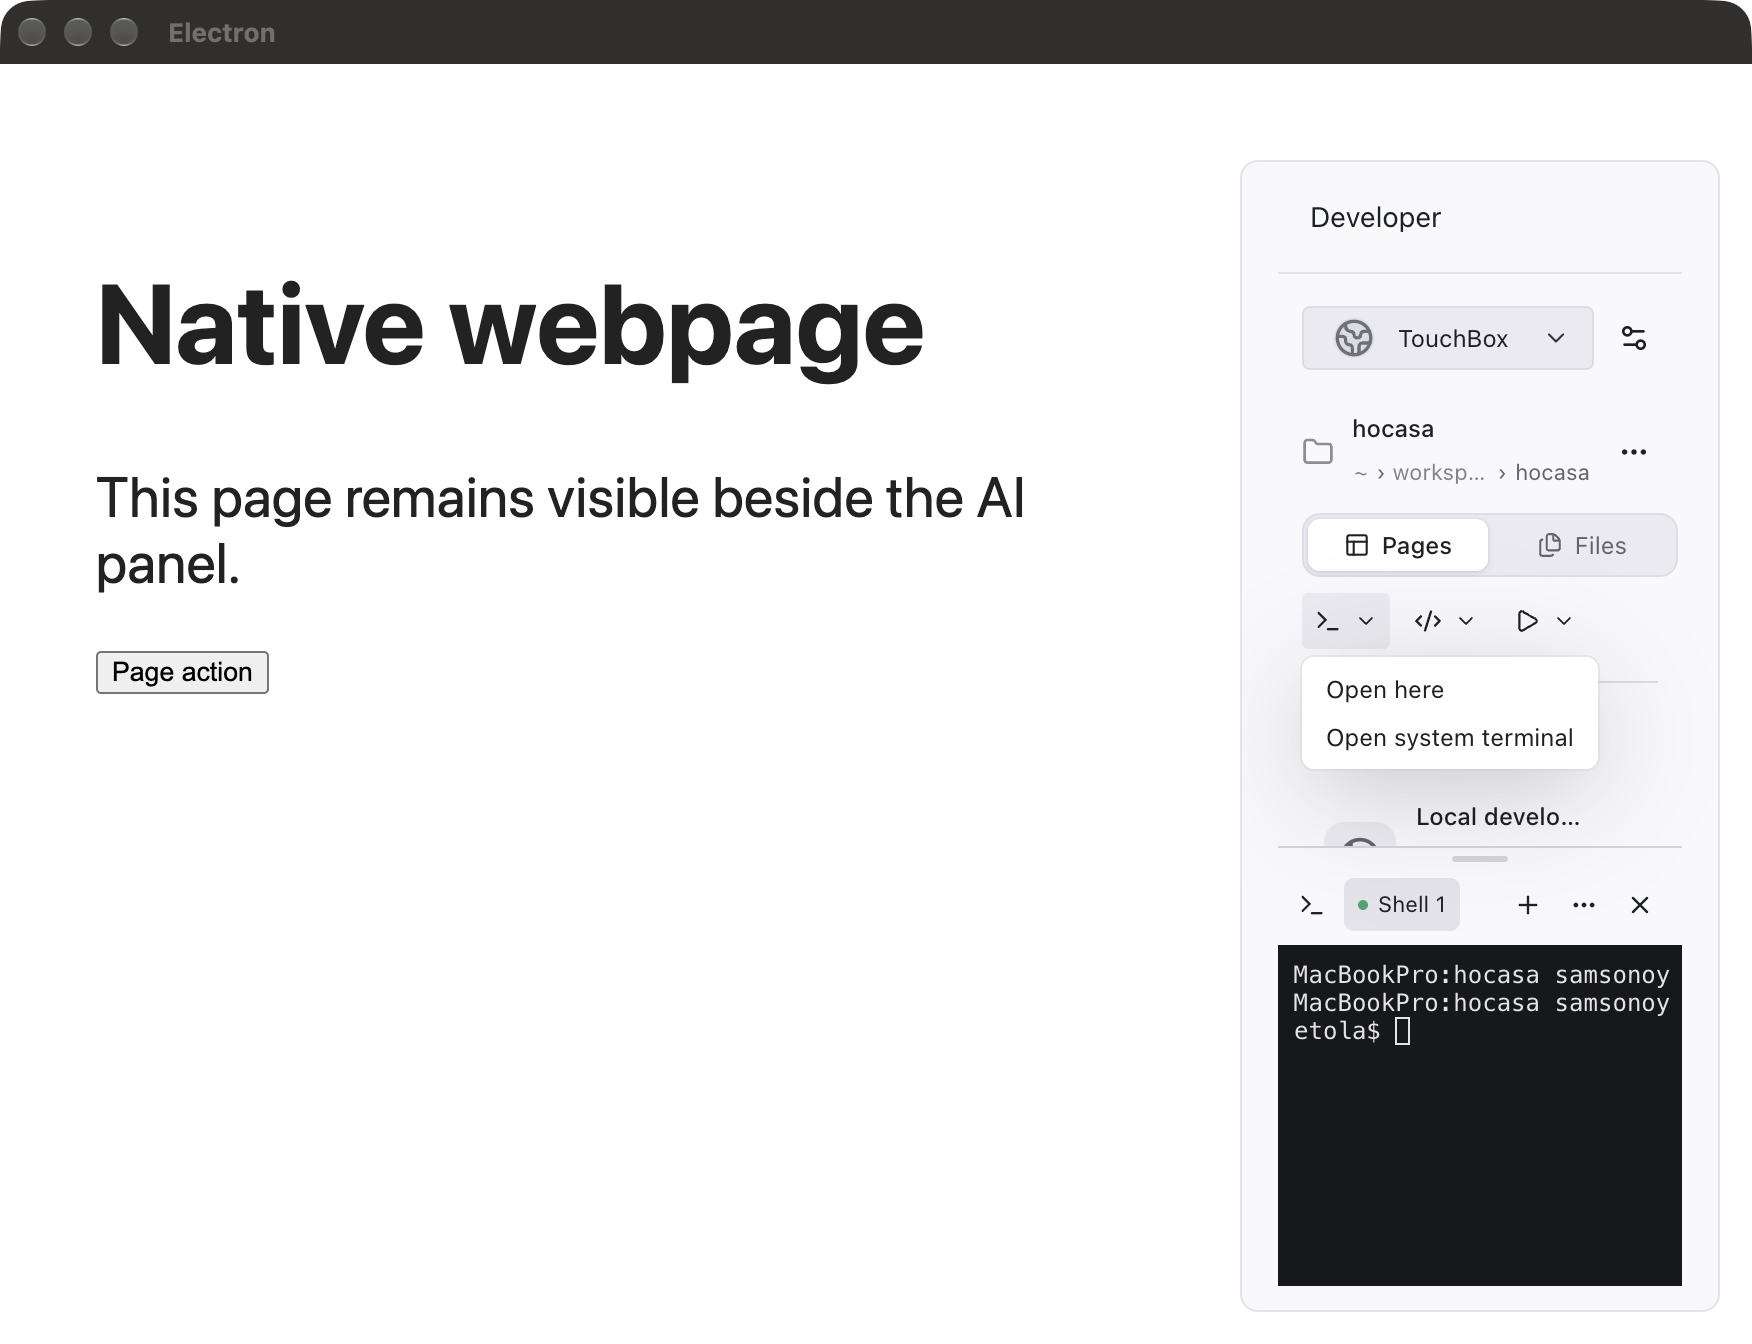 Electron
Native webpage
This page remains visible beside the AI
panel.
Page action
Developer
TouchBox
hocasa
~ › worksp... › hocasa
Pages
Files
Open here
Open system terminal
Local develo...
Shell 1
MacBookPro:hocasa samsonoy
MacBookPro:hocasa samsonoy
etola$